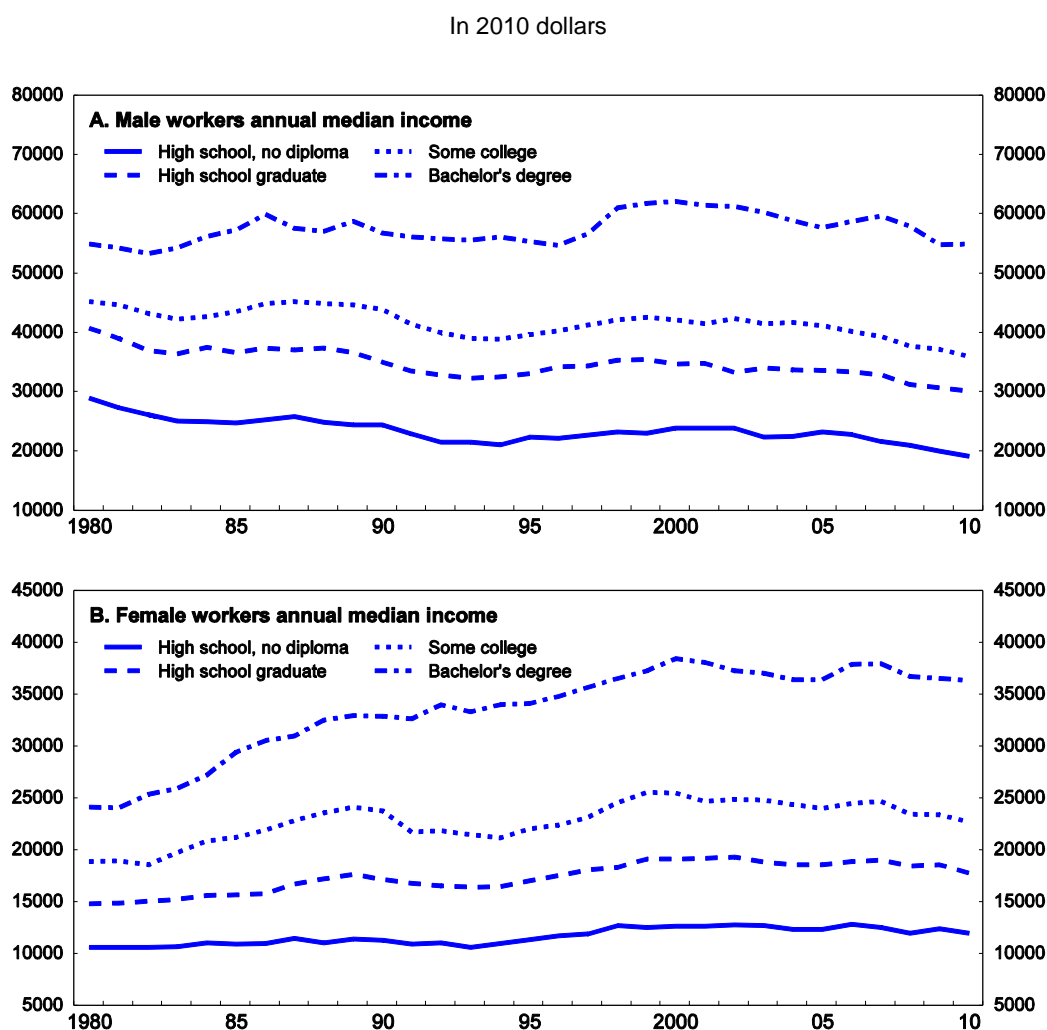 In 2010 dollars
80000 80000
A. Male workers annual median income
70000 70000
High school, no diploma Some college
High school graduate Bachelor's degree
60000 60000
50000 50000
40000 40000
30000 30000
20000 20000
10000 10000
1980 85 90 95 2000 05 10
45000 45000
B. Female workers annual median income
40000 40000
High school, no diploma Some college
High school graduate Bachelor's degree
35000 35000
30000 30000
25000 25000
20000 20000
15000 15000
10000 10000
5000 5000
1980 85 90 95 2000 05 10